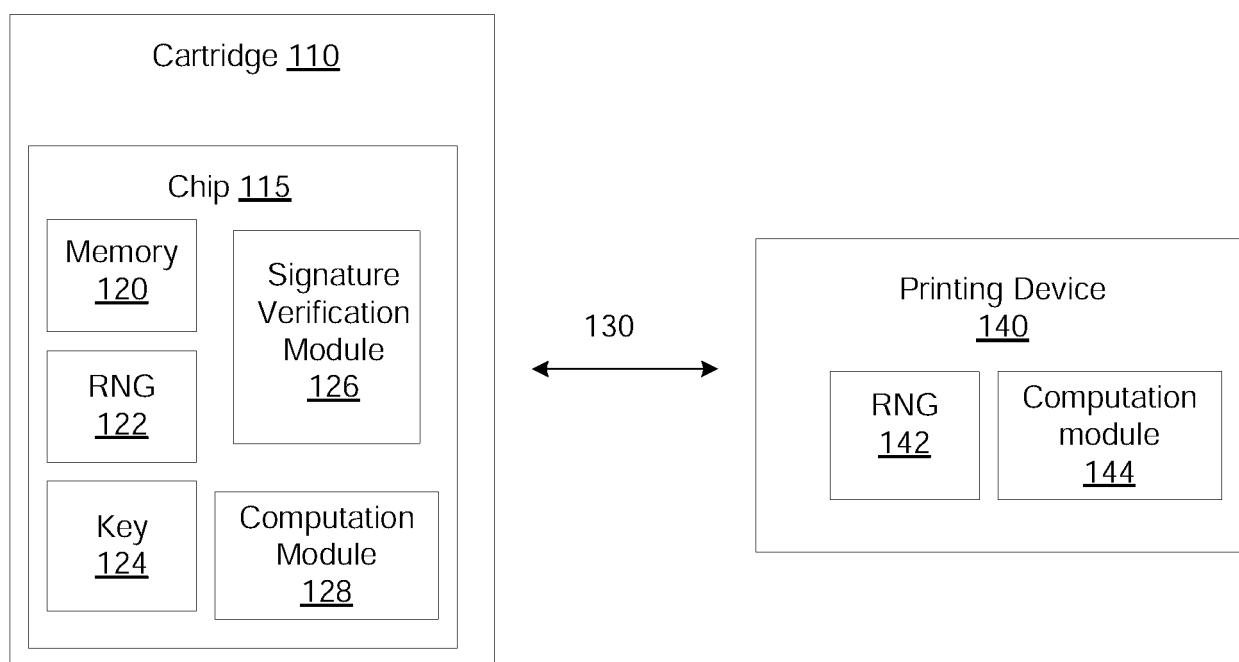 Cartridge 110
Chip 115
Memory
120
Signature
Verification
Module
126
RNG
122
Key
124
Computation
Module
128
130
Printing Device
140
RNG
142
Computation
module
144